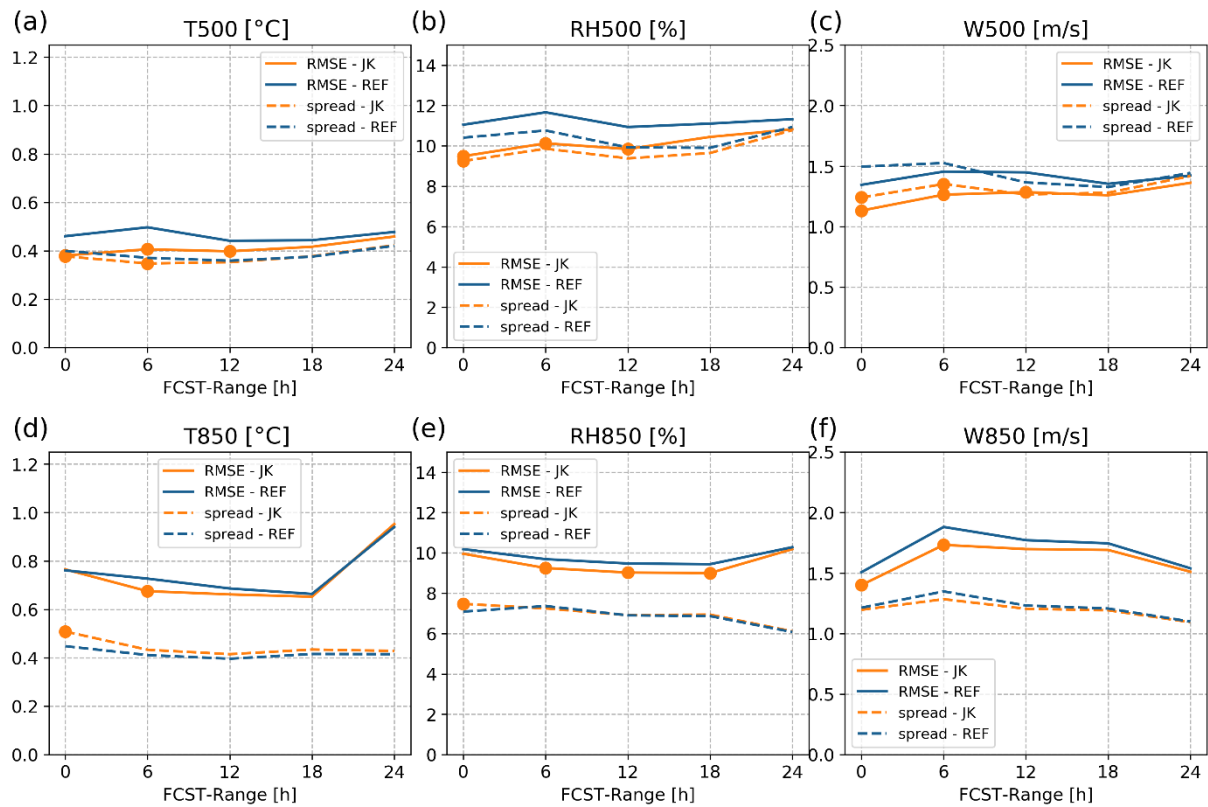 (a)
T500 [°C]
1.2
1.0
0.8
0.6
0.4
0.2
0.0
RMSE - JK
RMSE - REF
spread - JK
spread - REF
0 6 12 18 24
FCST-Range [h]
(b)
RH500 [%]
14
12
10
8
6
4
2
0
RMSE - JK
RMSE - REF
spread - JK
spread - REF
0 6 12 18 24
FCST-Range [h]
(c)
W500 [m/s]
2.5
2.0
1.5
1.0
0.5
0.0
RMSE - JK
RMSE - REF
spread - JK
spread - REF
0 6 12 18 24
FCST-Range [h]
(d)
T850 [°C]
1.2
1.0
0.8
0.6
0.4
0.2
0.0
RMSE - JK
RMSE - REF
spread - JK
spread - REF
0 6 12 18 24
FCST-Range [h]
(e)
RH850 [%]
14
12
10
8
6
4
2
0
RMSE - JK
RMSE - REF
spread - JK
spread - REF
0 6 12 18 24
FCST-Range [h]
(f)
W850 [m/s]
2.5
2.0
1.5
1.0
0.5
0.0
RMSE - JK
RMSE - REF
spread - JK
spread - REF
0 6 12 18 24
FCST-Range [h]